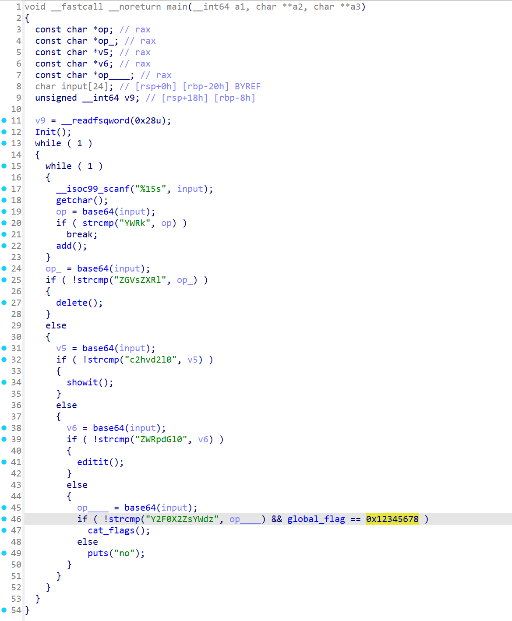 1 void __fastcall __noreturn main(__int64 a1, char **a2, char **a3)
2 {
3 const char *op; // rax
4 const char *op_; // rax
5 const char *v5; // rax
6 const char *v6; // rax
7 const char *op____; // rax
8 char input[24]; // [rsp+0h] [rbp-20h] BYREF
9 unsigned __int64 v9; // [rsp+18h] [rbp-8h]
10
11 v9 = __readfsqword(0x28u);
12 Init();
13 while ( 1 )
14 {
15 while ( 1 )
16 {
17 __isoc99_scanf("%15s", input);
18 getchar();
19 op = base64(input);
20 if ( strcmp("YWRk", op) )
21 break;
22 add();
23 }
24 op_ = base64(input);
25 if ( !strcmp("ZGVsZXRl", op_) )
26 {
27 delete();
28 }
29 else
30 {
31 v5 = base64(input);
32 if ( !strcmp("c2hvd2l0", v5) )
33 {
34 showit();
35 }
36 else
37 {
38 v6 = base64(input);
39 if ( !strcmp("ZWRpdGl0", v6) )
40 {
41 editit();
42 }
43 else
44 {
45 op____ = base64(input);
46 if ( !strcmp("Y2F0X2ZsYWdz", op____) && global_flag == 0x12345678 )
47 cat_flags();
48 else
49 puts("no");
50 }
51 }
52 }
53 }
54 }